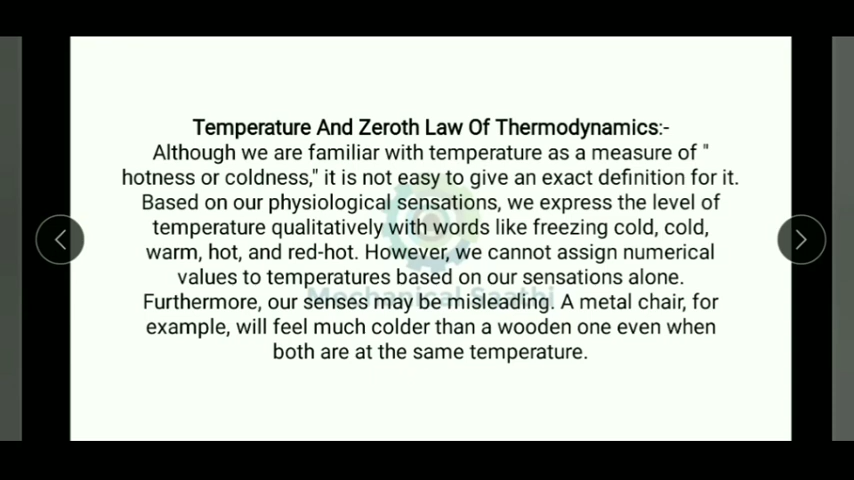 Temperature And Zeroth Law Of Thermodynamics:-
Although we are familiar with temperature as a measure of "
hotness or coldness," it is not easy to give an exact definition for it.
Based on our physiological sensations, we express the level of
temperature qualitatively with words like freezing cold, cold,
warm, hot, and red-hot. However, we cannot assign numerical
values to temperatures based on our sensations alone.
Mechanical Saathi
Furthermore, our senses may be misleading. A metal chair, for
example, will feel much colder than a wooden one even when
both are at the same temperature.